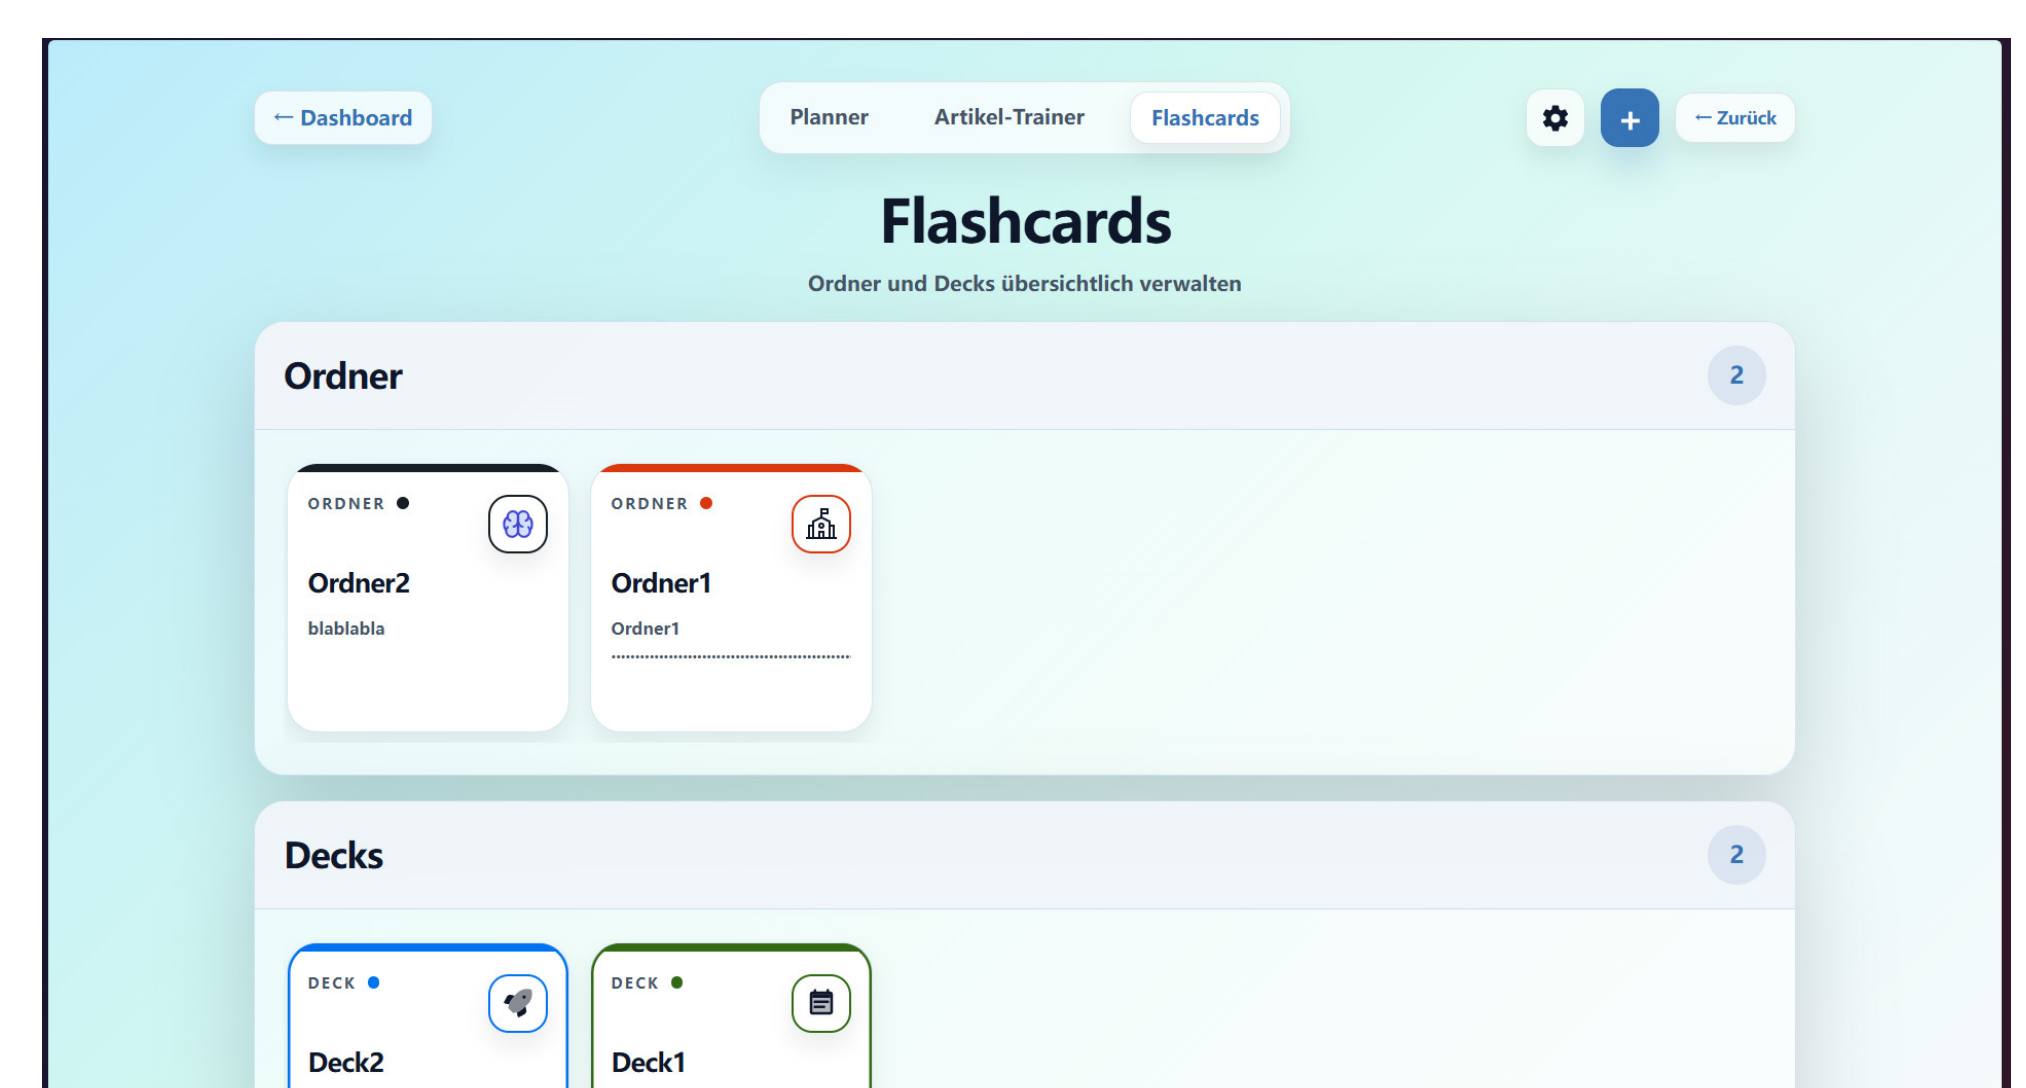 ← Dashboard
Planner
Artikel-Trainer
Flashcards
+
← Zurück
Flashcards
Ordner und Decks übersichtlich verwalten
Ordner
2
ORDNER
Ordner2
blablabla
ORDNER
Ordner1
Ordner1
Decks
2
DECK
Deck2
DECK
Deck1